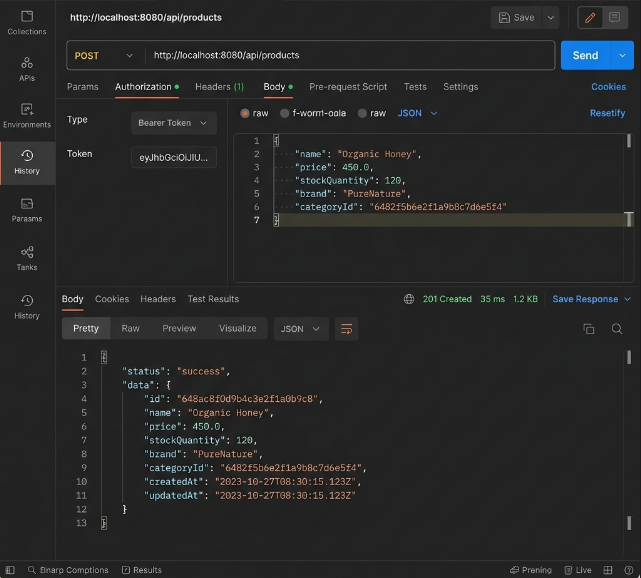 http://localhost:8080/api/products
Save
Collections
APIs
Environments
History
Params
Tanks
History
POST http://localhost:8080/api/products Send
Params Authorization Headers (1) Body Pre-request Script Tests Settings Cookies
Type Bearer Token
Token eyJhbGciOiJIU...
raw f-worm1-oola raw JSON Resetify
1 {
2 "name": "Organic Honey",
3 "price": 450.0,
4 "stockQuantity": 120,
5 "brand": "PureNature",
6 "categoryId": "6482f5b6e2f1a9b8c7d6e5f4"
7 }
Body Cookies Headers Test Results 201 Created 35 ms 1.2 KB Save Response
Pretty Raw Preview Visualize JSON
1 {
2 "status": "success",
3 "data": {
4 "id": "648ac8f0d9b4c3e2f1a0b9c8",
5 "name": "Organic Honey",
6 "price": 450.0,
7 "stockQuantity": 120,
8 "brand": "PureNature",
9 "categoryId": "6482f5b6e2f1a9b8c7d6e5f4",
10 "createdAt": "2023-10-27T08:30:15.123Z"
11 "updatedAt": "2023-10-27T08:30:15.123Z"
12 }
13 }
Comptions Results Prening Live